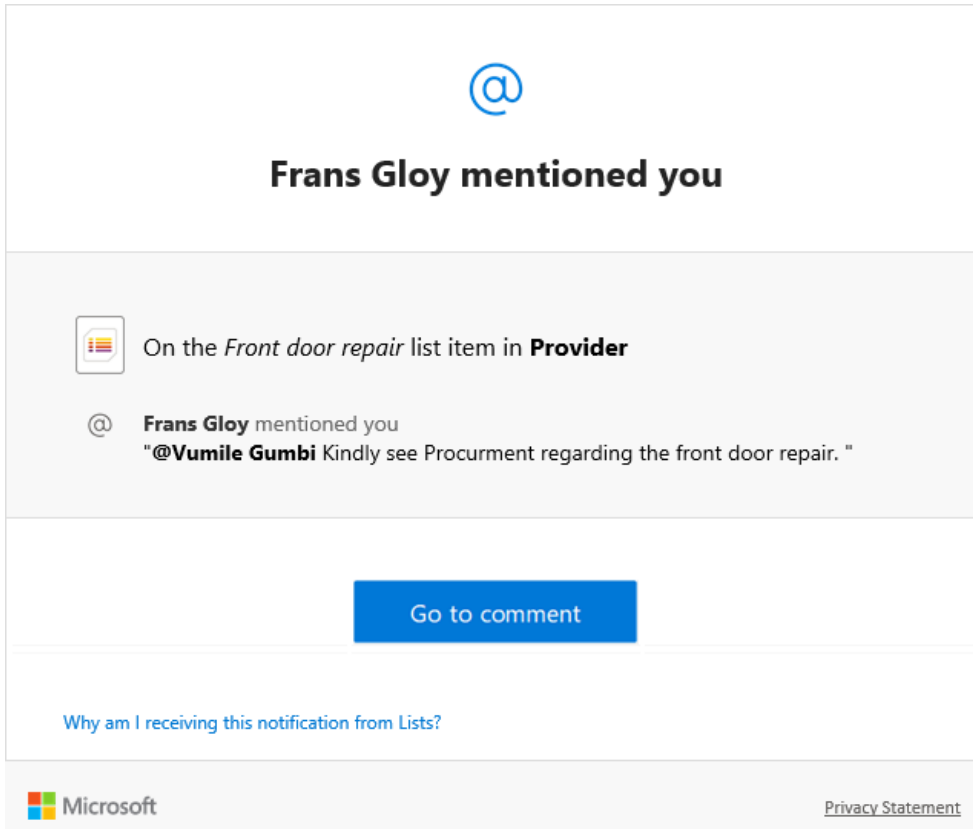 @
Frans Gloy mentioned you
On the Front door repair list item in Provider
@ Frans Gloy mentioned you
"@Vumile Gumbi Kindly see Procurment regarding the front door repair. "
Go to comment
Why am I receiving this notification from Lists?
Microsoft Privacy Statement